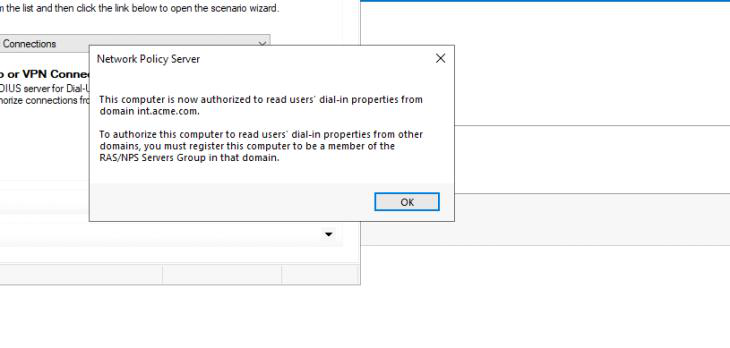 m the list and then click the link below to open the scenario wizard.
Connections
Network Policy Server
o or VPN Conne
DIUS server for Dial-U
horize connections fro
This computer is now authorized to read users' dial-in properties from
domain int.acme.com.
To authorize this computer to read users' dial-in properties from other
domains, you must register this computer to be a member of the
RAS/NPS Servers Group in that domain.
OK